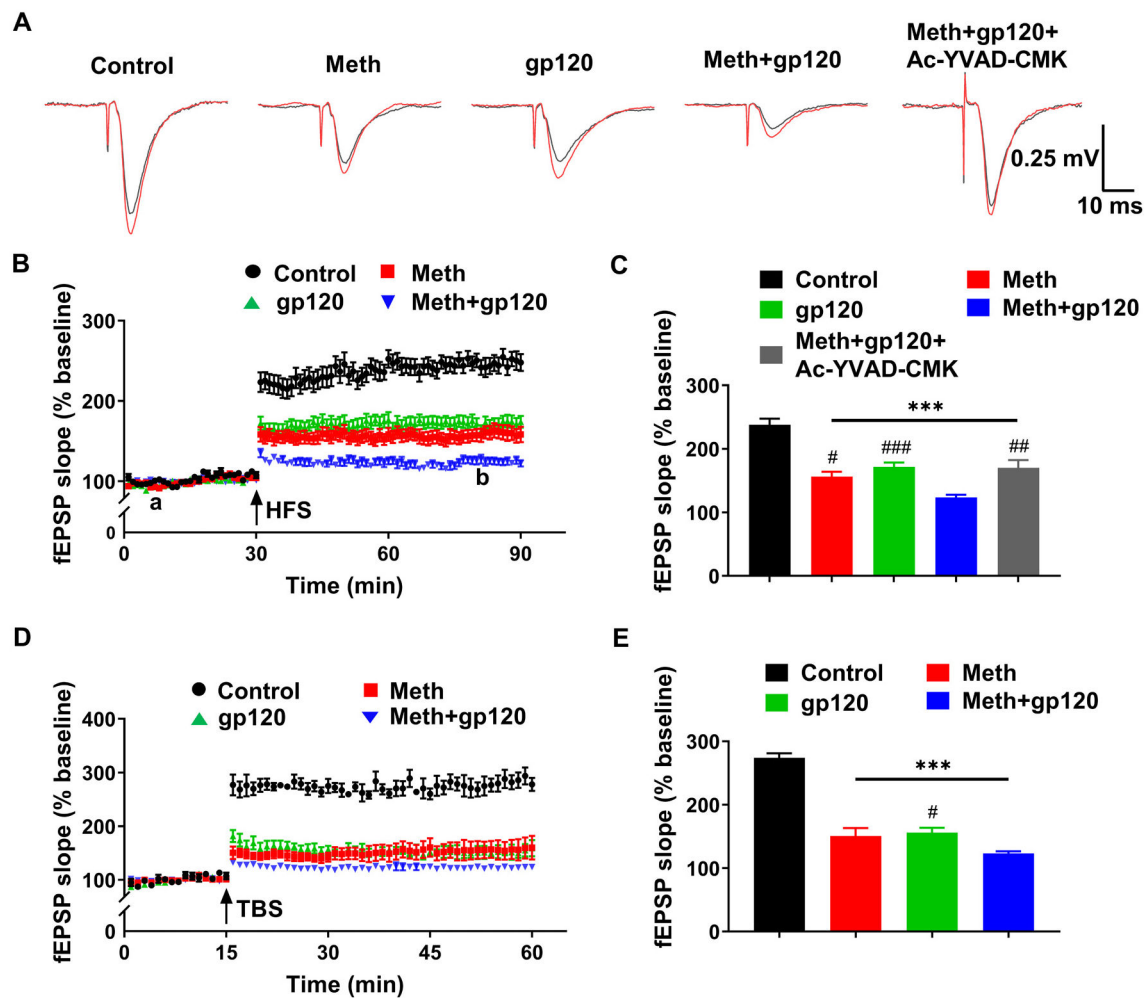 A
Control
Meth
gp120
Meth+gp120
Meth+gp120+
Ac-YVAD-CMK
0.25 mV
10 ms
B
Control
Meth
gp120
Meth+gp120
fEPSP slope (% baseline)
300
200
100
0
a
b
HFS
0
30
60
90
Time (min)
C
Control
Meth
gp120
Meth+gp120
Meth+gp120+
Ac-YVAD-CMK
fEPSP slope (% baseline)
300
200
100
0
***
#
###
##
D
Control
Meth
gp120
Meth+gp120
fEPSP slope (% baseline)
400
300
200
100
0
TBS
0
15
30
45
60
Time (min)
E
Control
Meth
gp120
Meth+gp120
fEPSP slope (% baseline)
300
200
100
0
***
#